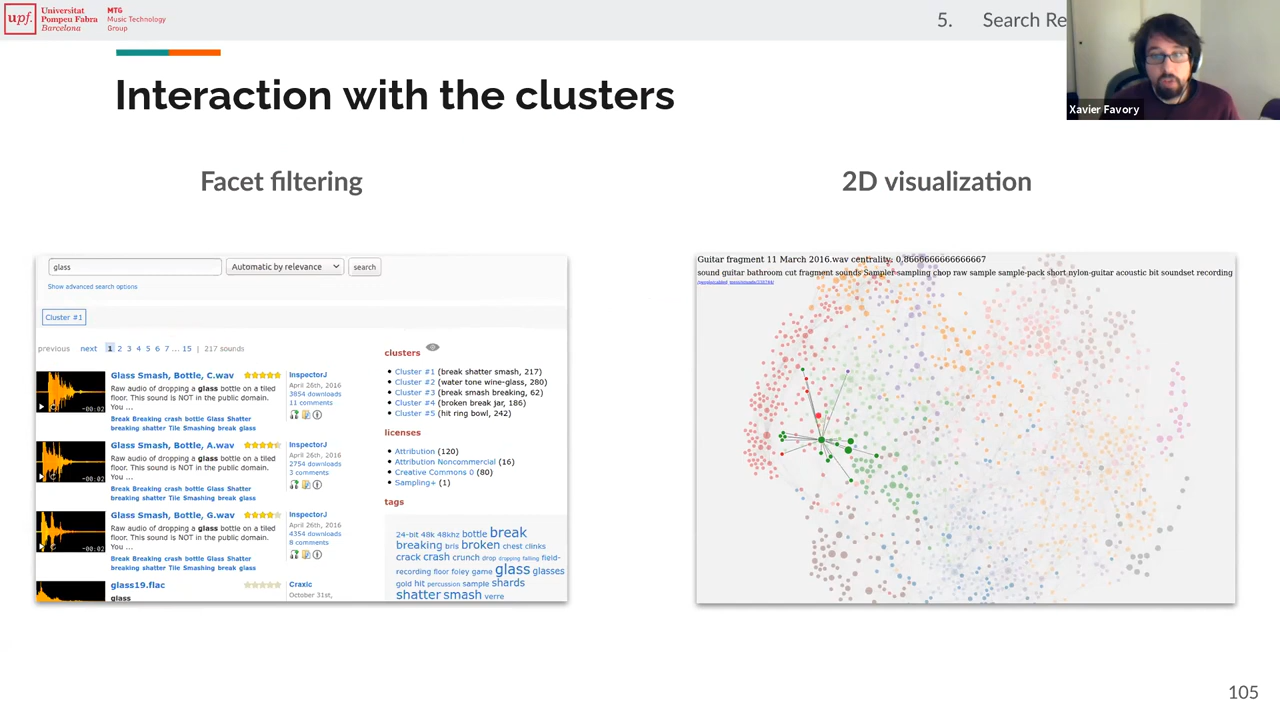 upf.
Universitat
Pompeu Fabra
Barcelona
MTG
Music Technology
Group
5. Search Re
Xavier Favory
Interaction with the clusters
Facet filtering
glass
Automatic by relevance
search
Show advanced search options
Cluster #1
previous next 1 2 3 4 5 6 7 ... 15 | 217 sounds
Glass Smash, Bottle, C.wav
Raw audio of dropping a glass bottle on a tiled
floor. This sound is NOT in the public domain.
You ...
Break Breaking crash bottle Glass Shatter
breaking shatter Tile Smashing break glass
-00:02
InspectorJ
April 26th, 2016
3854 downloads
11 comments
Glass Smash, Bottle, A.wav
Raw audio of dropping a glass bottle on a tiled
floor. This sound is NOT in the public domain.
You ...
Break Breaking crash bottle Glass Shatter
breaking shatter Tile Smashing break glass
-00:02
InspectorJ
April 26th, 2016
2754 downloads
3 comments
Glass Smash, Bottle, G.wav
Raw audio of dropping a glass bottle on a tiled
floor. This sound is NOT in the public domain.
You ...
Break Breaking crash bottle Glass Shatter
breaking shatter Tile Smashing break glass
-00:02
InspectorJ
April 26th, 2016
4354 downloads
8 comments
glass19.flac
glass
Craxic
October 31st,
clusters
Cluster #1 (break shatter smash, 217)
Cluster #2 (water tone wine-glass, 280)
Cluster #3 (break smash breaking, 62)
Cluster #4 (broken break jar, 186)
Cluster #5 (hit ring bowl, 242)
licenses
Attribution (120)
Attribution Noncommercial (16)
Creative Commons 0 (80)
Sampling+ (1)
tags
24-bit 48k 48khz bottle break
breaking bris broken chest clinks
crack crash crunch drop dropping falling field-
recording floor foley game glass glasses
gold hit percussion sample shards
shatter smash verre
2D visualization
Guitar fragment 11 March 2016.wav centrality: 0.8666666666666667
sound guitar bathroom cut fragment sounds Sampler sampling chop raw sample sample-pack short nylon-guitar acoustic bit soundset recording
105